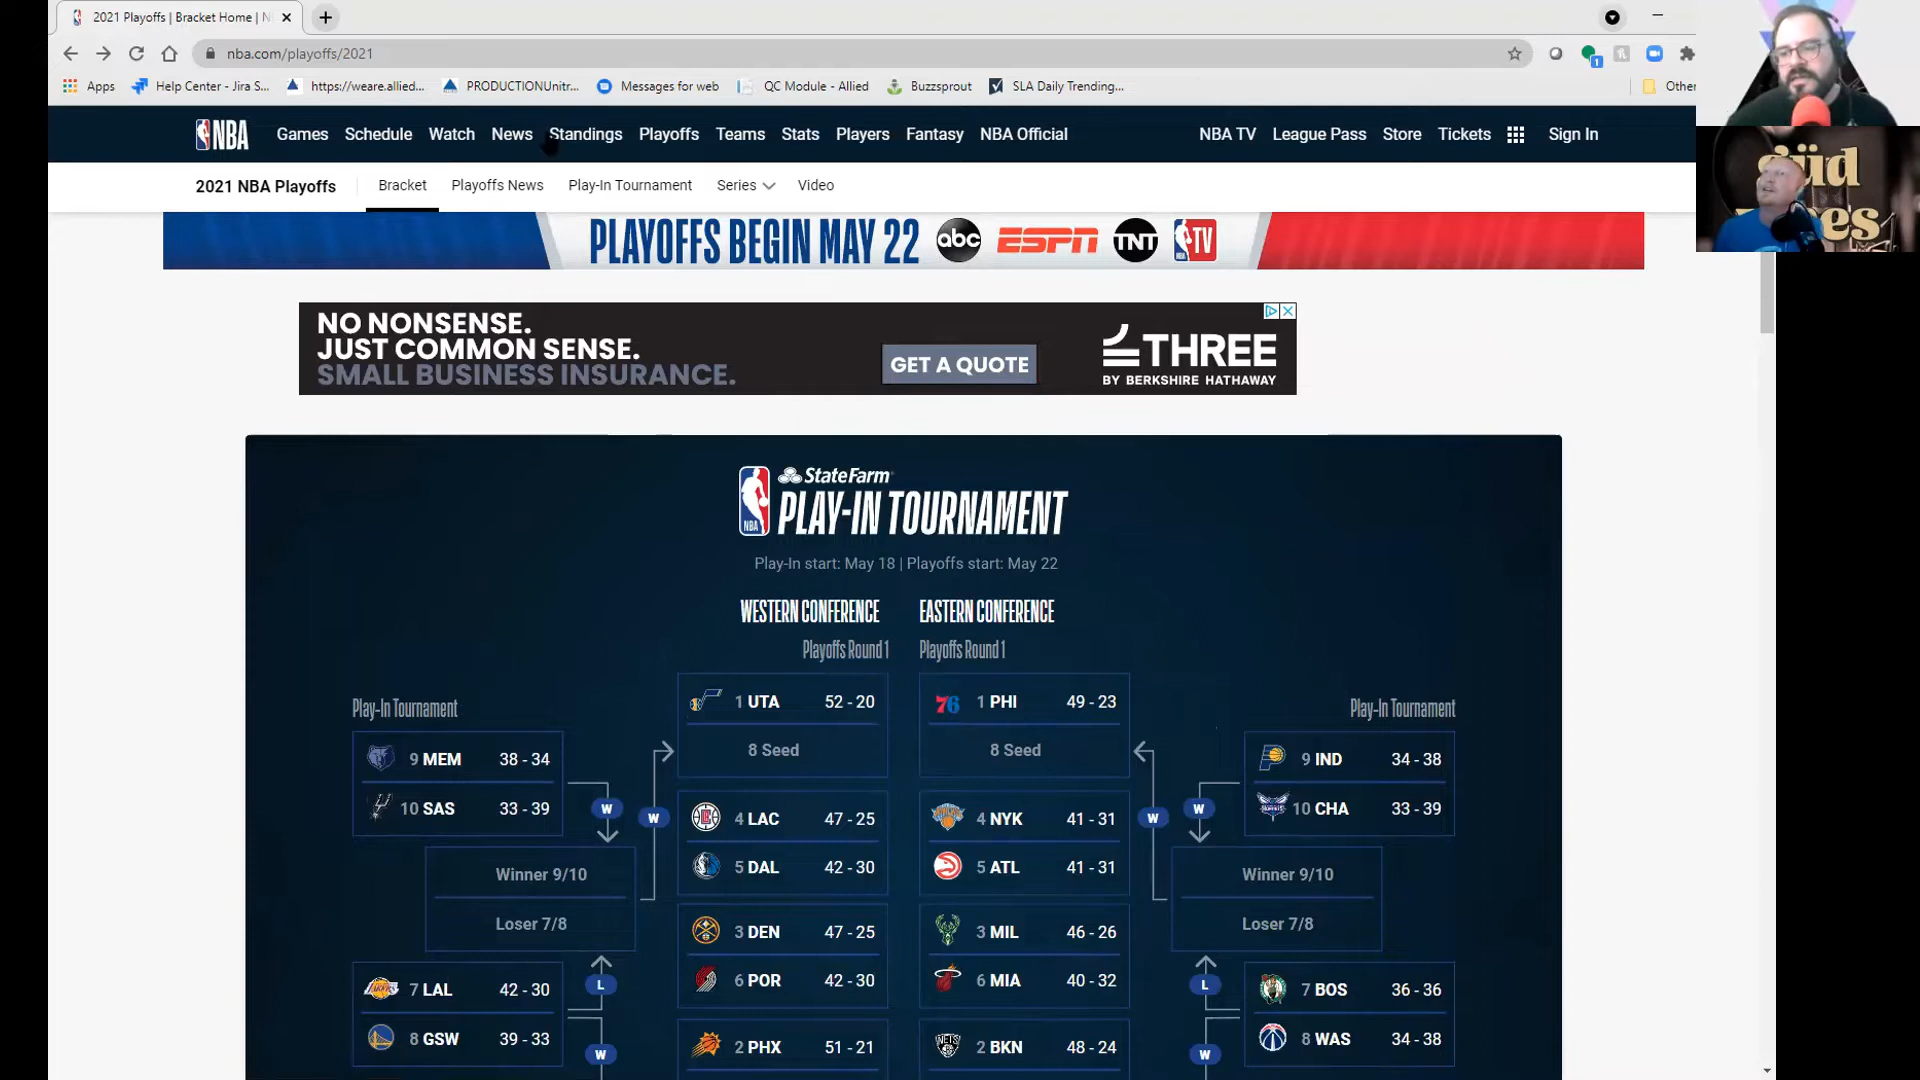 2021 Playoffs | Bracket Home | N
nba.com/playoffs/2021
1
Apps
Help Center - Jira S...
https://weare.allied...
PRODUCTIONUnitr...
Messages for web
QC Module - Allied
Buzzsprout
SLA Daily Trending...
Other
NBA
Games
Schedule
Watch
News
Standings
Playoffs
Teams
Stats
Players
Fantasy
NBA Official
NBA TV
League Pass
Store
Tickets
Sign In
2021 NBA Playoffs
Bracket
Playoffs News
Play-In Tournament
Series
Video
PLAYOFFS BEGIN MAY 22
abc
ESPN
TNT
TV
NO NONSENSE.
JUST COMMON SENSE.
SMALL BUSINESS INSURANCE.
GET A QUOTE
THREE
BY BERKSHIRE HATHAWAY
StateFarm
NBA
PLAY-IN TOURNAMENT
Play-In start: May 18 | Playoffs start: May 22
WESTERN CONFERENCE
EASTERN CONFERENCE
Playoffs Round 1
Playoffs Round 1
Play-In Tournament
Play-In Tournament
1 UTA 52 - 20
8 Seed
76 1 PHI 49 - 23
8 Seed
9 MEM 38 - 34
10 SAS 33 - 39
W
W
4 LAC 47 - 25
5 DAL 42 - 30
4 NYK 41 - 31
5 ATL 41 - 31
W
W
9 IND 34 - 38
10 CHA 33 - 39
Winner 9/10
Loser 7/8
3 DEN 47 - 25
6 POR 42 - 30
3 MIL 46 - 26
6 MIA 40 - 32
Winner 9/10
Loser 7/8
7 LAL 42 - 30
8 GSW 39 - 33
L
W
2 PHX 51 - 21
NETS 2 BKN 48 - 24
L
W
7 BOS 36 - 36
8 WAS 34 - 38